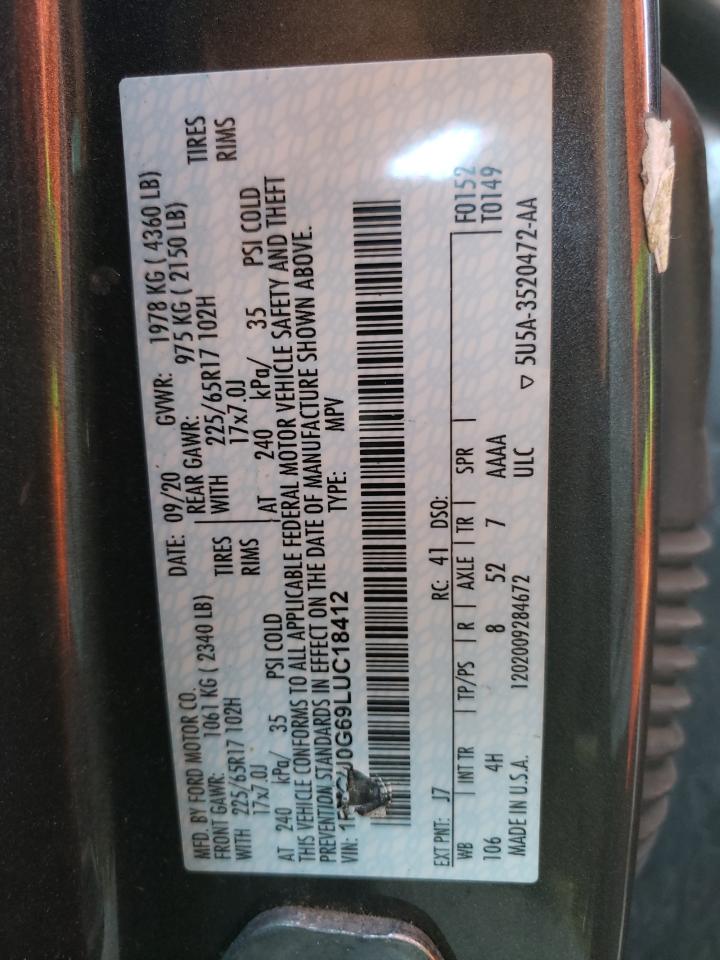 MFD. BY FORD MOTOR CO.
DATE: 09/20 GVWR: 1978 KG ( 4360 LB)
FRONT GAWR: 1061 KG ( 2340 LB)
REAR GAWR: 975 KG ( 2150 LB)
WITH 225/65R17 102H TIRES
WITH 225/65R17 102H TIRES
17x7.0J RIMS
17x7.0J RIMS
AT 240 kPa/ 35 PSI COLD
AT 240 kPa/ 35 PSI COLD
THIS VEHICLE CONFORMS TO ALL APPLICABLE FEDERAL MOTOR VEHICLE SAFETY AND THEFT
PREVENTION STANDARDS IN EFFECT ON THE DATE OF MANUFACTURE SHOWN ABOVE.
VIN: 0G69LUC18412 TYPE: MPV
EXT PNT: J7 RC: 41 DSO:
WB INT TR TP/PS R AXLE TR SPR F0152
T0149
106 4H 8 52 7 AAAA
MADE IN U.S.A. 1202009284672 ULC
▽ 5U5A-3520472-AA